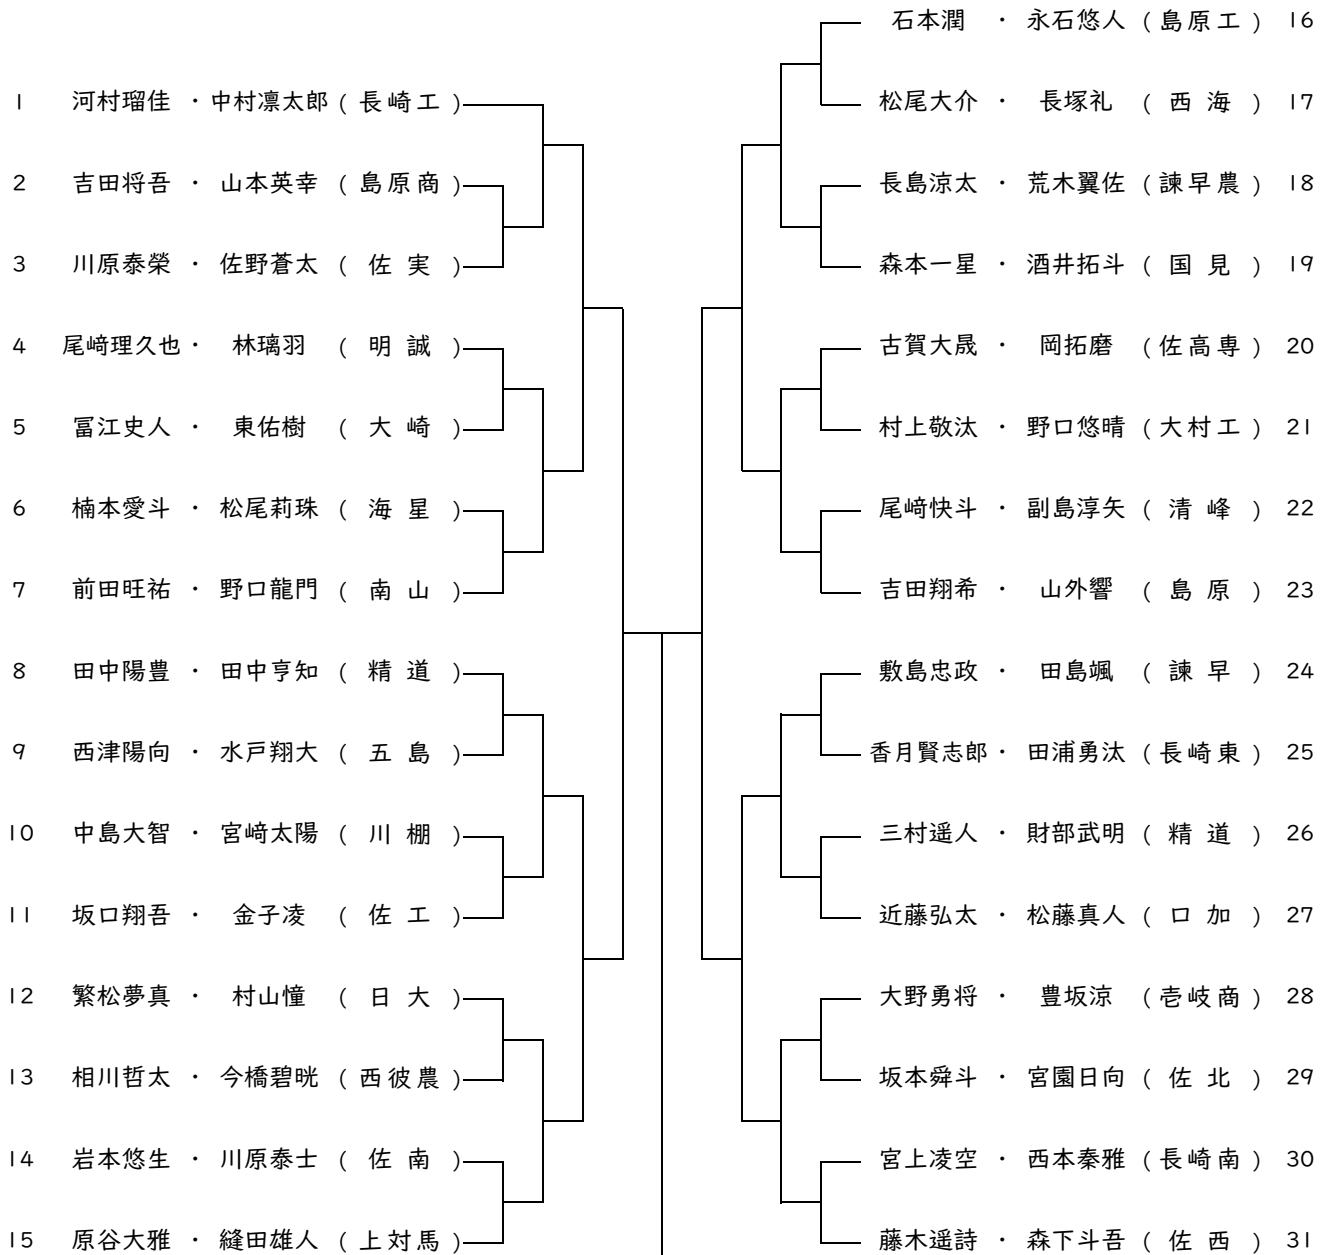 石本潤 ・ 永石悠人 ( 島原工 ) 16
1 河村瑠佳 ・ 中村凛太郎 ( 長崎工 )
松尾大介 ・ 長塚礼 ( 西海 ) 17
2 吉田将吾 ・ 山本英幸 ( 島原商 )
長島涼太 ・ 荒木翼佐 ( 諫早農 ) 18
3 川原泰榮 ・ 佐野蒼太 ( 佐実 )
森本一星 ・ 酒井拓斗 ( 国見 ) 19
4 尾﨑理久也 ・ 林璃羽 ( 明誠 )
古賀大晟 ・ 岡拓磨 ( 佐高専 ) 20
5 冨江史人 ・ 東佑樹 ( 大崎 )
村上敬汰 ・ 野口悠晴 ( 大村工 ) 21
6 楠本愛斗 ・ 松尾莉珠 ( 海星 )
尾﨑快斗 ・ 副島淳矢 ( 清峰 ) 22
7 前田旺祐 ・ 野口龍門 ( 南山 )
吉田翔希 ・ 山外響 ( 島原 ) 23
8 田中陽豊 ・ 田中亨知 ( 精道 )
敷島忠政 ・ 田島颯 ( 諫早 ) 24
9 西津陽向 ・ 水戸翔大 ( 五島 )
香月賢志郎 ・ 田浦勇汰 ( 長崎東 ) 25
10 中島大智 ・ 宮﨑太陽 ( 川棚 )
三村遥人 ・ 財部武明 ( 精道 ) 26
11 坂口翔吾 ・ 金子凌 ( 佐工 )
近藤弘太 ・ 松藤真人 ( 口加 ) 27
12 繁松夢真 ・ 村山憧 ( 日大 )
大野勇将 ・ 豊坂涼 ( 壱岐商 ) 28
13 相川哲太 ・ 今橋碧晄 ( 西彼農 )
坂本舜斗 ・ 宮園日向 ( 佐北 ) 29
14 岩本悠生 ・ 川原泰士 ( 佐南 )
宮上凌空 ・ 西本秦雅 ( 長崎南 ) 30
15 原谷大雅 ・ 縫田雄人 ( 上対馬 )
藤木遥詩 ・ 森下斗吾 ( 佐西 ) 31